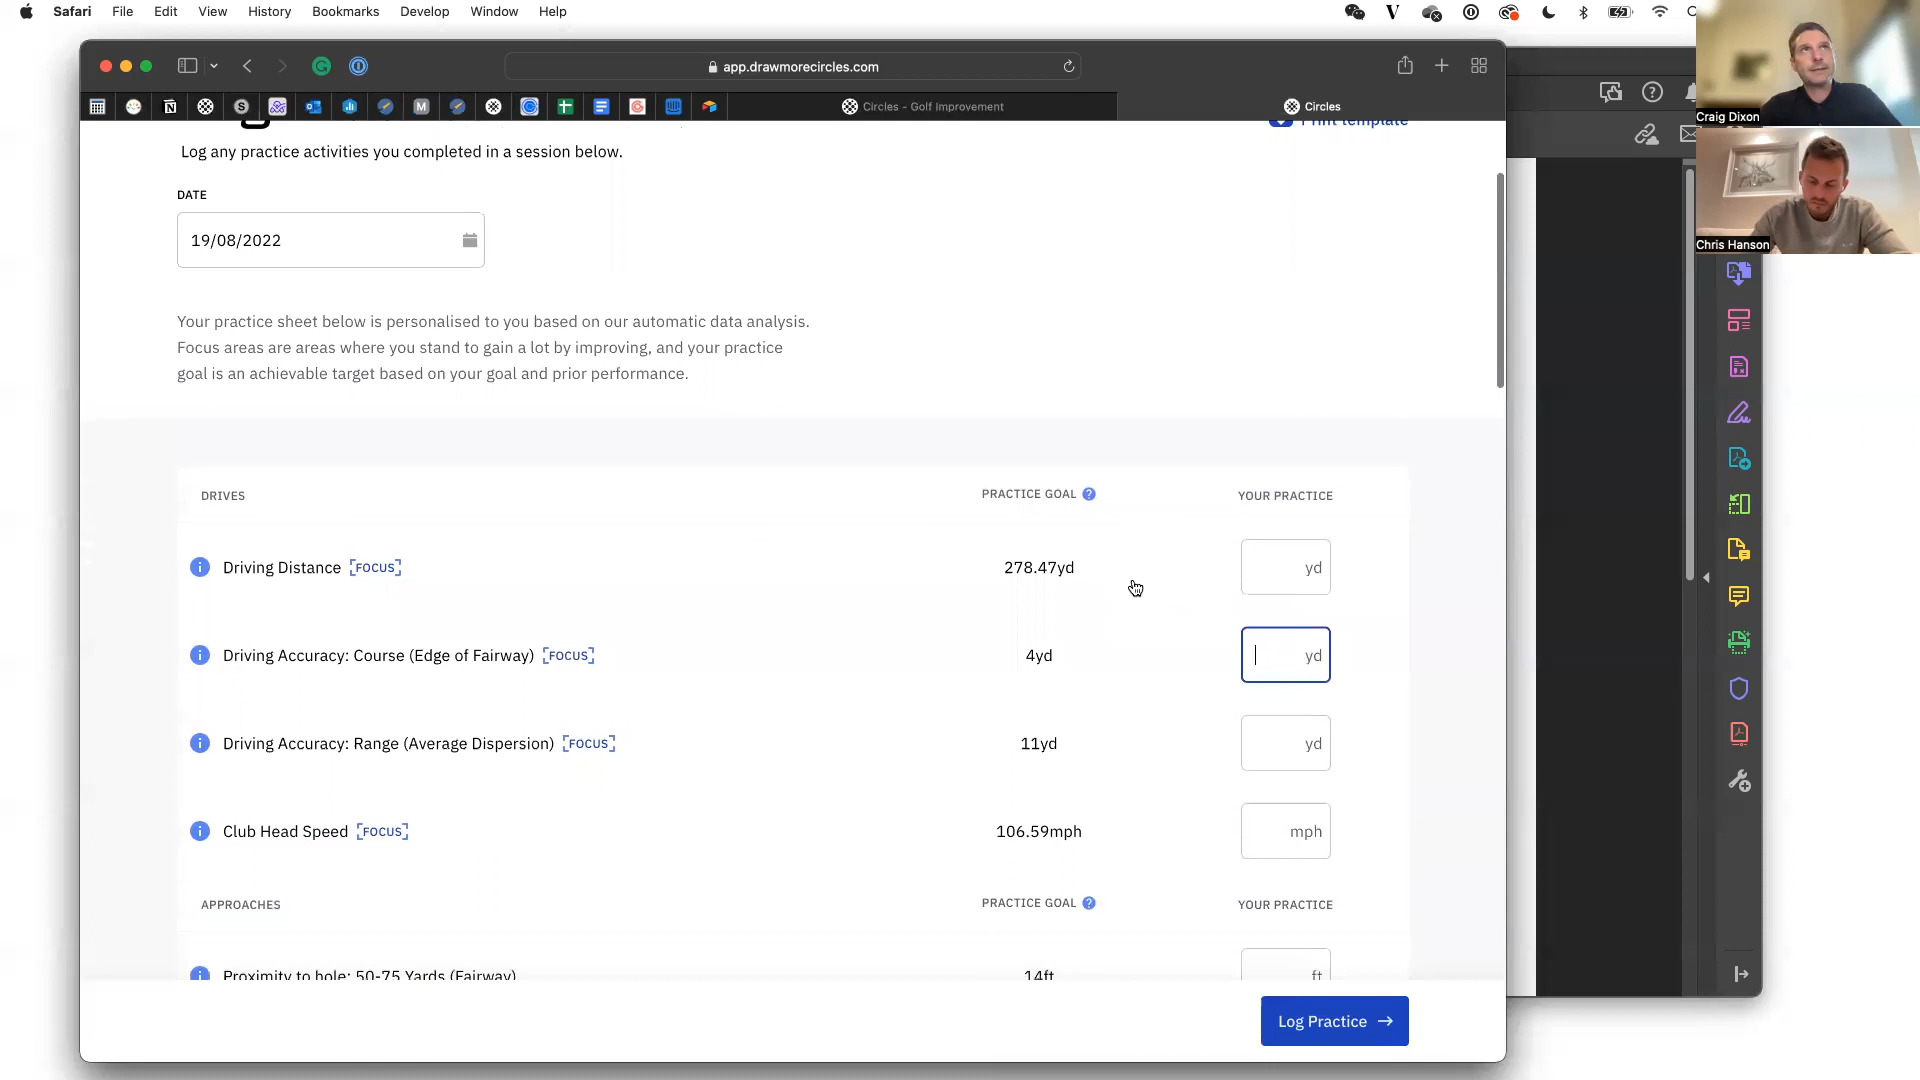 Safari File Edit View History Bookmarks Develop Window Help
app.drawmorecircles.com
Circles - Golf Improvement
Circles
Print template
Log any practice activities you completed in a session below.
DATE
19/08/2022
Your practice sheet below is personalised to you based on our automatic data analysis.
Focus areas are areas where you stand to gain a lot by improving, and your practice
goal is an achievable target based on your goal and prior performance.
DRIVES PRACTICE GOAL ? YOUR PRACTICE
Driving Distance [FOCUS] 278.47yd yd
Driving Accuracy: Course (Edge of Fairway) [FOCUS] 4yd yd
Driving Accuracy: Range (Average Dispersion) [FOCUS] 11yd yd
Club Head Speed [FOCUS] 106.59mph mph
APPROACHES PRACTICE GOAL ? YOUR PRACTICE
Proximity to hole: 50-75 Yards (Fairway) 14ft ft
Log Practice →
Craig Dixon
Chris Hanson